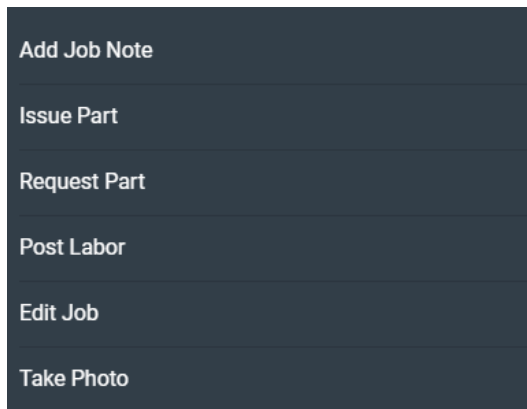 Add Job Note
Issue Part
Request Part
Post Labor
Edit Job
Take Photo